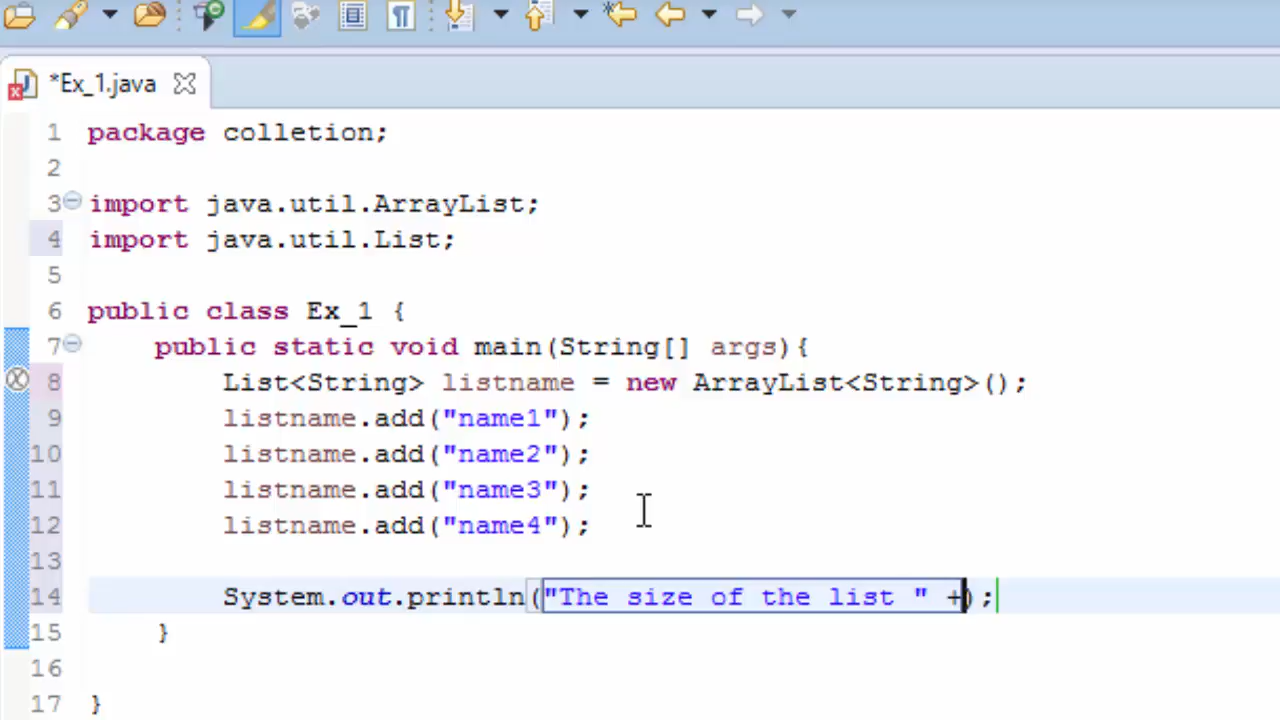 *Ex_1.java
1 package colletion;
2
3 import java.util.ArrayList;
4 import java.util.List;
5
6 public class Ex_1 {
7 public static void main(String[] args){
8 List<String> listname = new ArrayList<String>();
9 listname.add("name1");
10 listname.add("name2");
11 listname.add("name3");
12 listname.add("name4");
13
14 System.out.println("The size of the list " +);
15 }
16
17 }